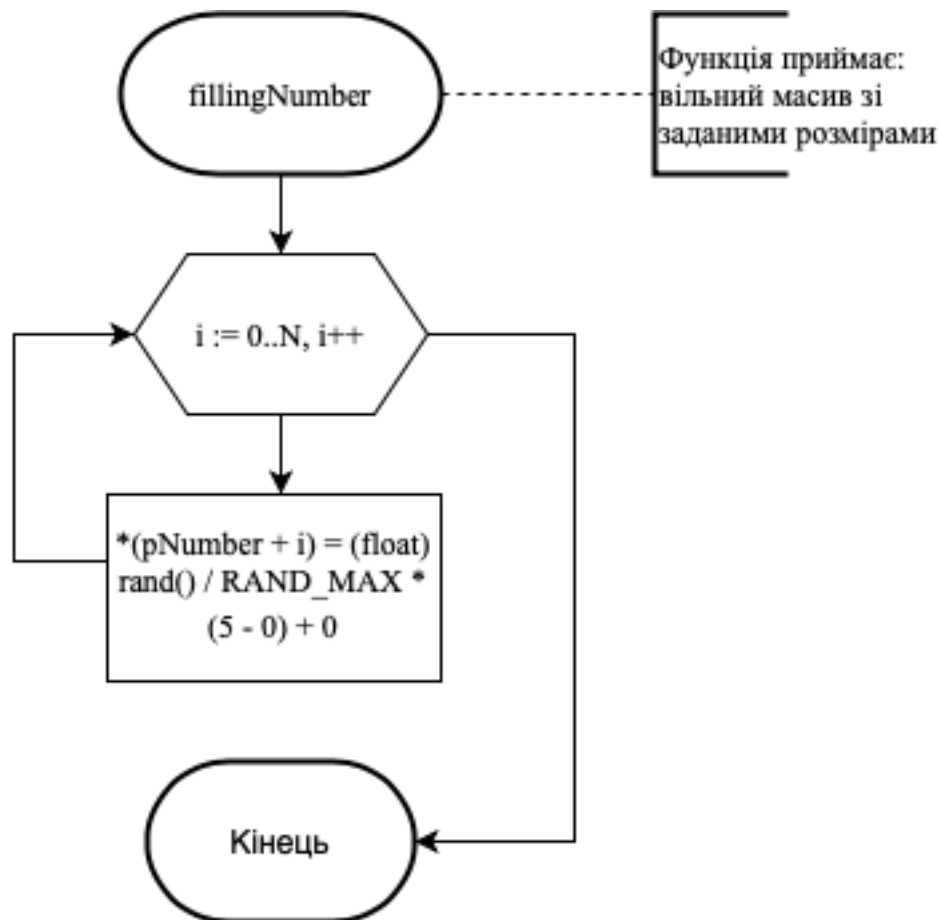 fillingNumber
Функція приймає:
вільний масив зі
заданими розмірами
i := 0..N, i++
*(pNumber + i) = (float)
rand() / RAND_MAX *
(5 - 0) + 0
Кінець